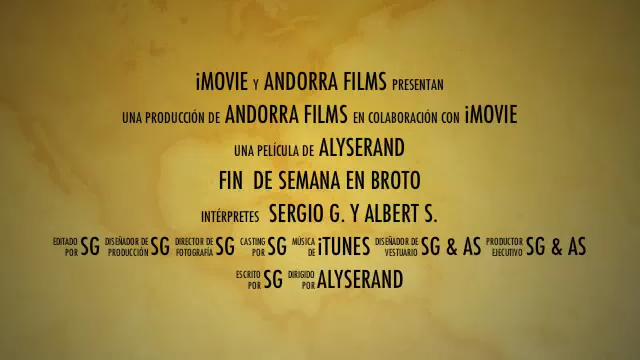 iMOVIE Y ANDORRA FILMS PRESENTAN
UNA PRODUCCIÓN DE ANDORRA FILMS EN COLABORACIÓN CON iMOVIE
UNA PELÍCULA DE ALYSERAND
FIN DE SEMANA EN BROTO
INTÉRPRETES SERGIO G. Y ALBERT S.
EDITADO POR SG DISEÑADOR DE PRODUCCIÓN SG DIRECTOR DE FOTOGRAFÍA SG CASTING POR SG MÚSICA DE iTUNES DISEÑADOR DE VESTUARIO SG & AS PRODUCTOR EJECUTIVO SG & AS
ESCRITO POR SG DIRIGIDO POR ALYSERAND